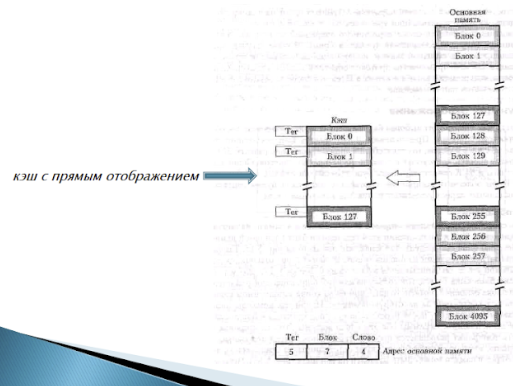 Основная
память
Блок 0
Блок 1
Блок 127
Кэш
Тег
Блок 0
Блок 128
Тег
Блок 1
Блок 129
кэш с прямым отображением
Тег
Блок 127
Блок 255
Блок 256
Блок 257
Блок 4095
Тег Блок Слово
5 7 4 Адрес основной памяти